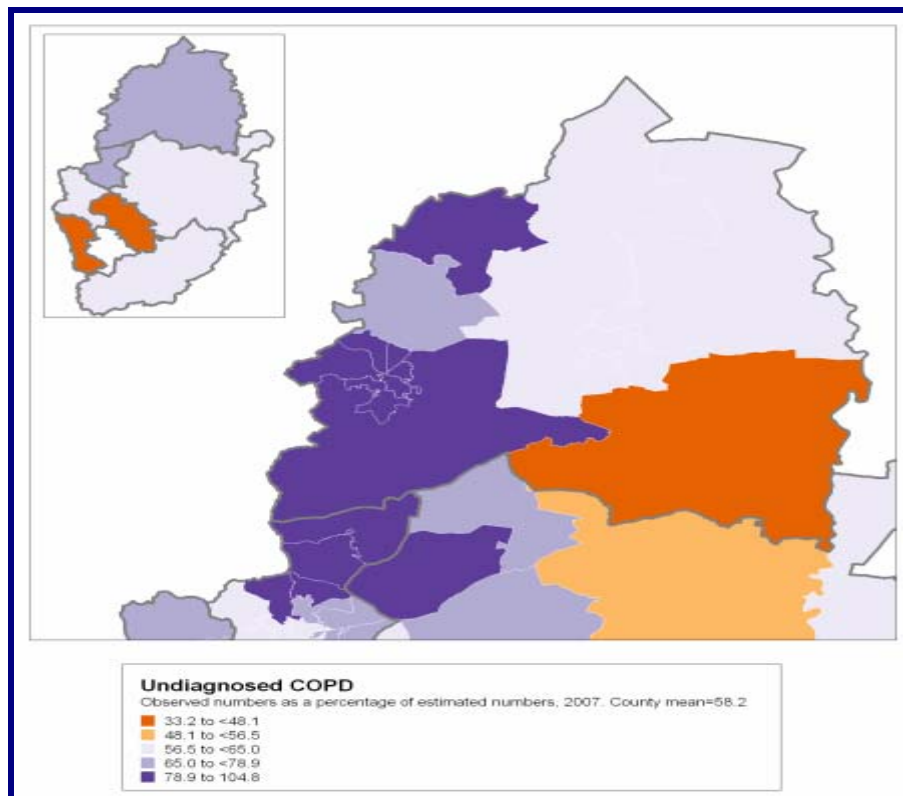 Undiagnosed COPD
Observed numbers as a percentage of estimated numbers, 2007. County mean=58.2
33.2 to <48.1
48.1 to <56.5
56.5 to <65.0
65.0 to <78.9
78.9 to 104.8